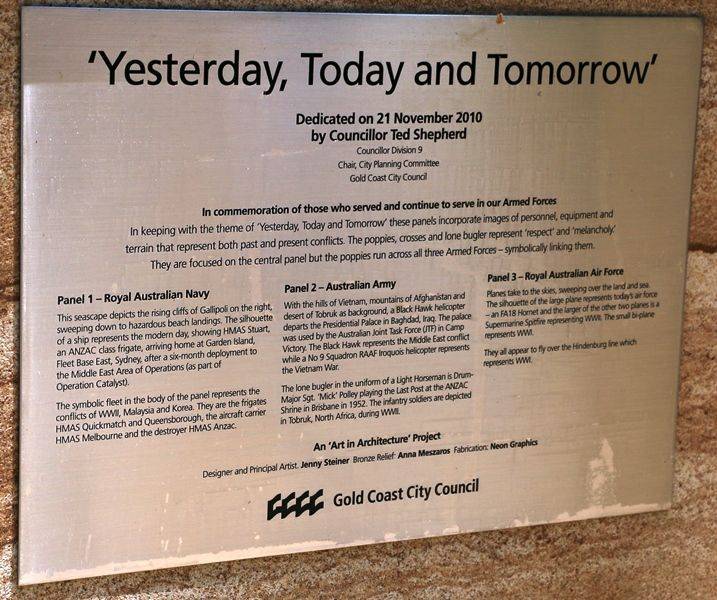 'Yesterday, Today and Tomorrow'
Dedicated on 21 November 2010
by Councillor Ted Shepherd
Councillor Division 9
Chair, City Planning Committee
Gold Coast City Council
In commemoration of those who served and continue to serve in our Armed Forces
In keeping with the theme of 'Yesterday, Today and Tomorrow' these panels incorporate images of personnel, equipment and
terrain that represent both past and present conflicts. The poppies, crosses and lone bugler represent 'respect' and 'melancholy.'
They are focused on the central panel but the poppies run across all three Armed Forces – symbolically linking them.
Panel 1 – Royal Australian Navy
This seascape depicts the rising cliffs of Gallipoli on the right,
sweeping down to hazardous beach landings. The silhouette
of a ship represents the modern day, showing HMAS Stuart,
an ANZAC class frigate, arriving home at Garden Island,
Fleet Base East, Sydney, after a six-month deployment to
the Middle East Area of Operations (as part of
Operation Catalyst).
The symbolic fleet in the body of the panel represents the
conflicts of WWII, Malaysia and Korea. They are the frigates
HMAS Quickmatch and Queensborough, the aircraft carrier
HMAS Melbourne and the destroyer HMAS Anzac.
Panel 2 – Australian Army
With the hills of Vietnam, mountains of Afghanistan and
desert of Tobruk as background, a Black Hawk helicopter
departs the Presidential Palace in Baghdad, Iraq. The palace
was used by the Australian Joint Task Force (JTF) in Camp
Victory. The Black Hawk represents the Middle East conflict
while a No 9 Squadron RAAF Iroquois helicopter represents
the Vietnam War.
The lone bugler in the uniform of a Light Horseman is Drum-
Major Sgt. 'Mick' Polley playing the Last Post at the ANZAC
Shrine in Brisbane in 1952. The infantry soldiers are depicted
in Tobruk, North Africa, during WWII.
Panel 3 – Royal Australian Air Force
Planes take to the skies, sweeping over the land and sea.
The silhouette of the large plane represents today's air force
– an FA18 Hornet and the larger of the other two planes is a
Supermarine Spitfire representing WWII. The small bi-plane
represents WWI.
They all appear to fly over the Hindenburg line which
represents WWI.
An 'Art in Architecture' Project
Designer and Principal Artist: Jenny Steiner Bronze Relief: Anna Meszaros Fabrication: Neon Graphics
Gold Coast City Council